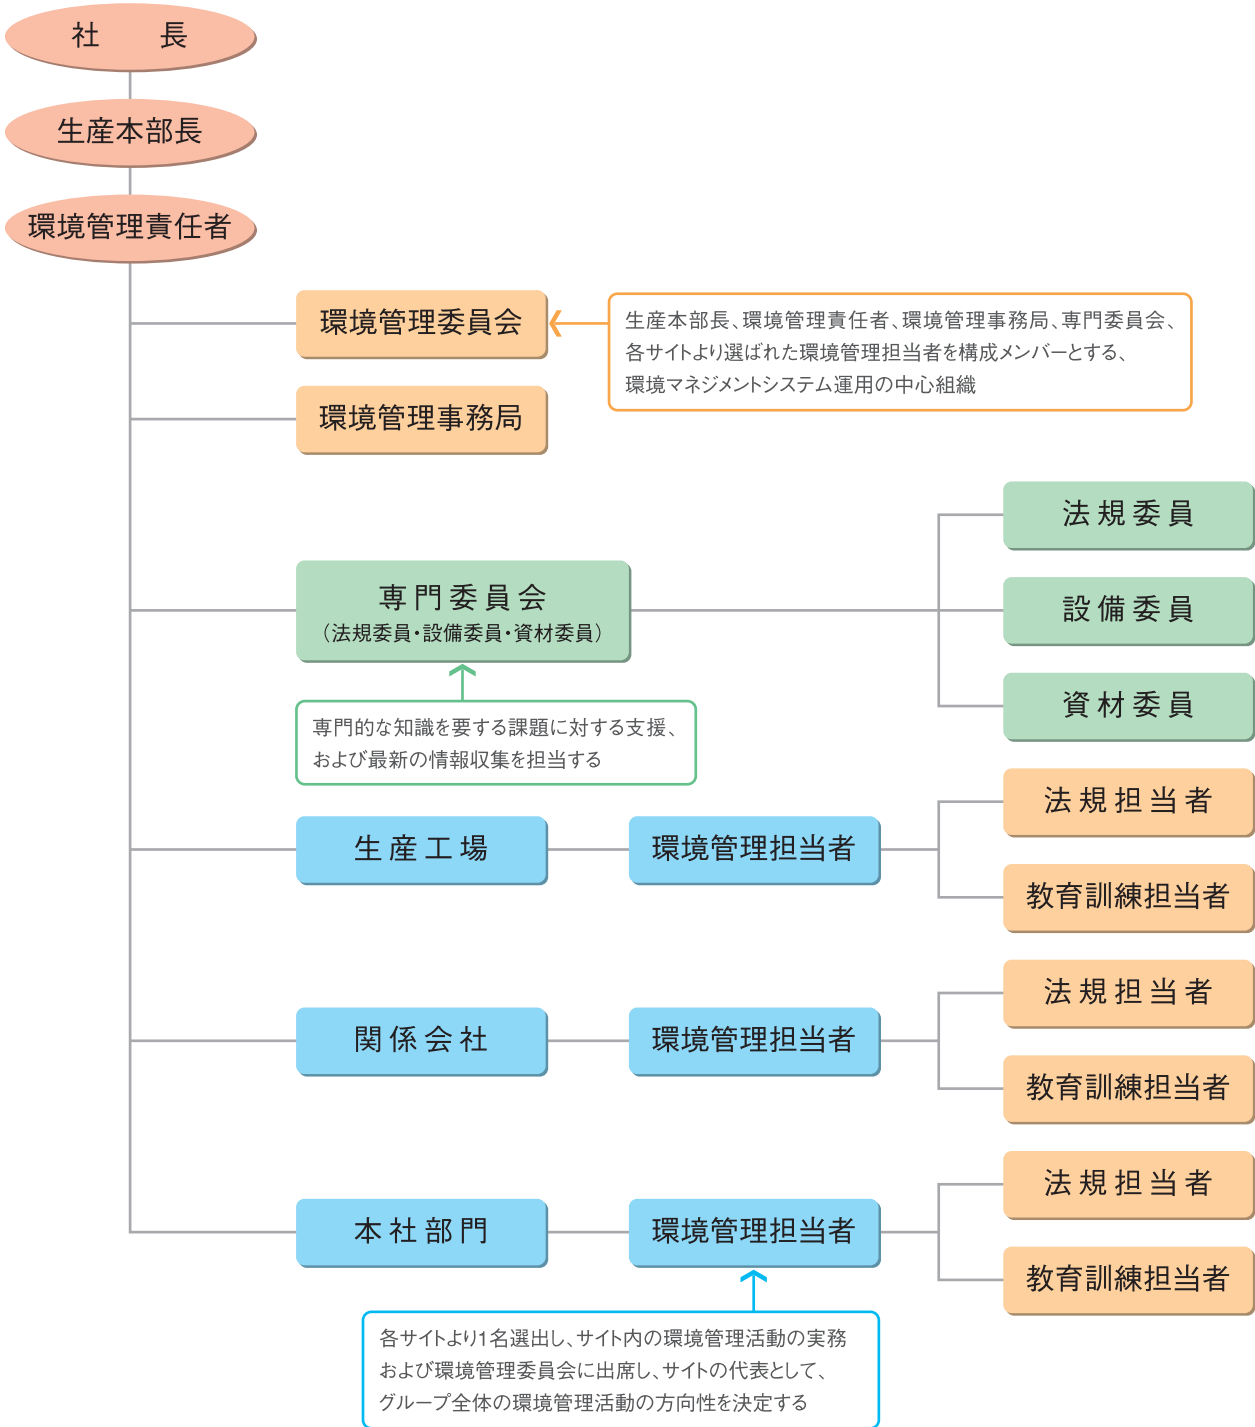 社　　長
生産本部長
環境管理責任者
環境管理委員会
生産本部長、環境管理責任者、環境管理事務局、専門委員会、
各サイトより選ばれた環境管理担当者を構成メンバーとする、
環境マネジメントシステム運用の中心組織
環境管理事務局
専門委員会
（法規委員・設備委員・資材委員）
法規委員
設備委員
資材委員
専門的な知識を要する課題に対する支援、
および最新の情報収集を担当する
生産工場
環境管理担当者
法規担当者
教育訓練担当者
関係会社
環境管理担当者
法規担当者
教育訓練担当者
本社部門
環境管理担当者
法規担当者
教育訓練担当者
各サイトより1名選出し、サイト内の環境管理活動の実務
および環境管理委員会に出席し、サイトの代表として、
グループ全体の環境管理活動の方向性を決定する